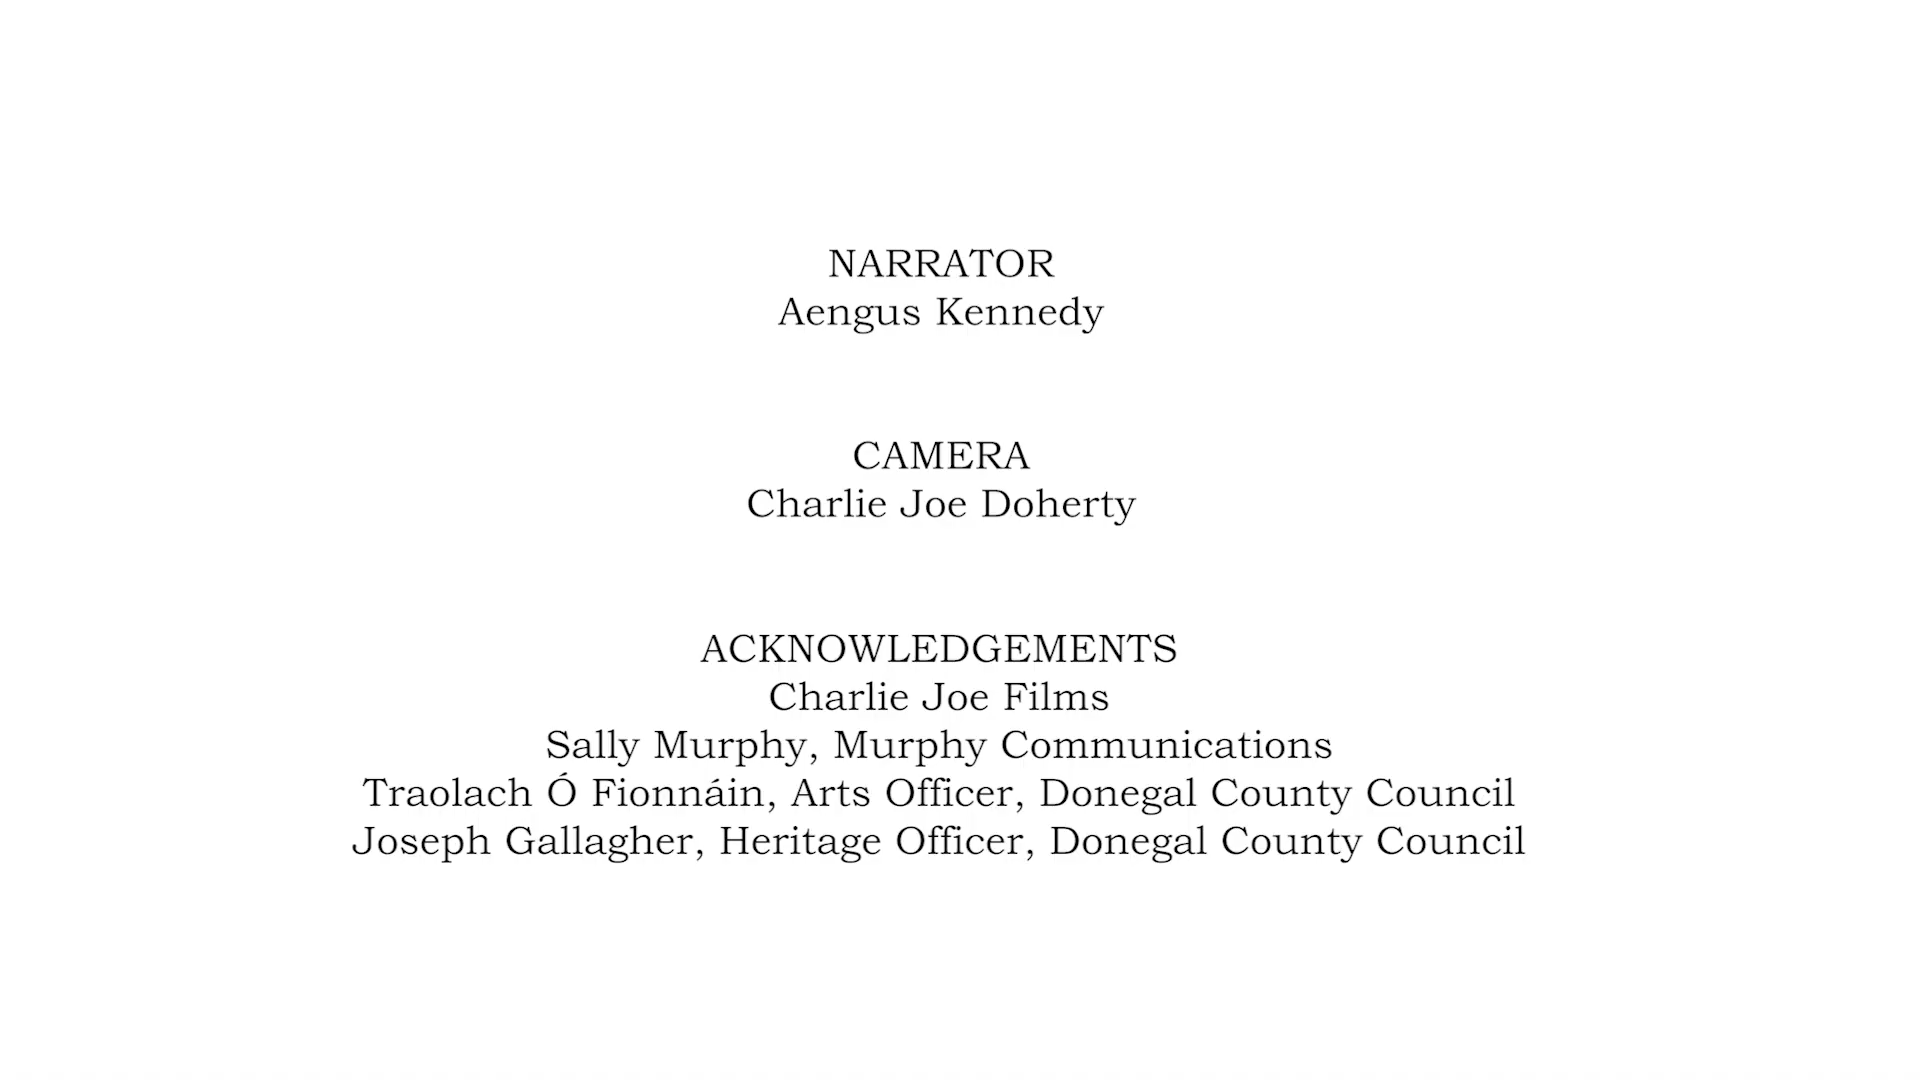 NARRATOR
Aengus Kennedy
CAMERA
Charlie Joe Doherty
ACKNOWLEDGEMENTS
Charlie Joe Films
Sally Murphy, Murphy Communications
Traolach Ó Fionnáin, Arts Officer, Donegal County Council
Joseph Gallagher, Heritage Officer, Donegal County Council